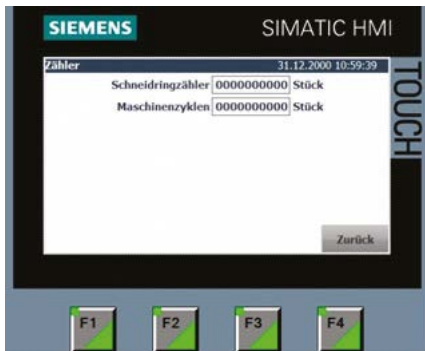 SIEMENS SIMATIC HMI
Zähler 31.12.2000 10:59:39
Schneidringzähler 0000000000 Stück
Maschinenzyklen 0000000000 Stück
TOUCH
Zurück
F1 F2 F3 F4